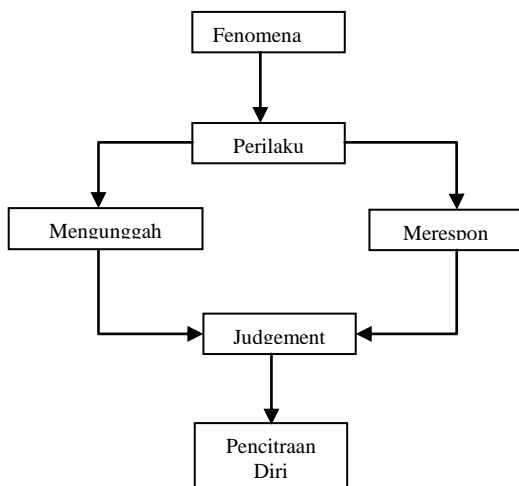 Fenomena
Perilaku
Mengunggah
Merespon
Judgement
Pencitraan
Diri